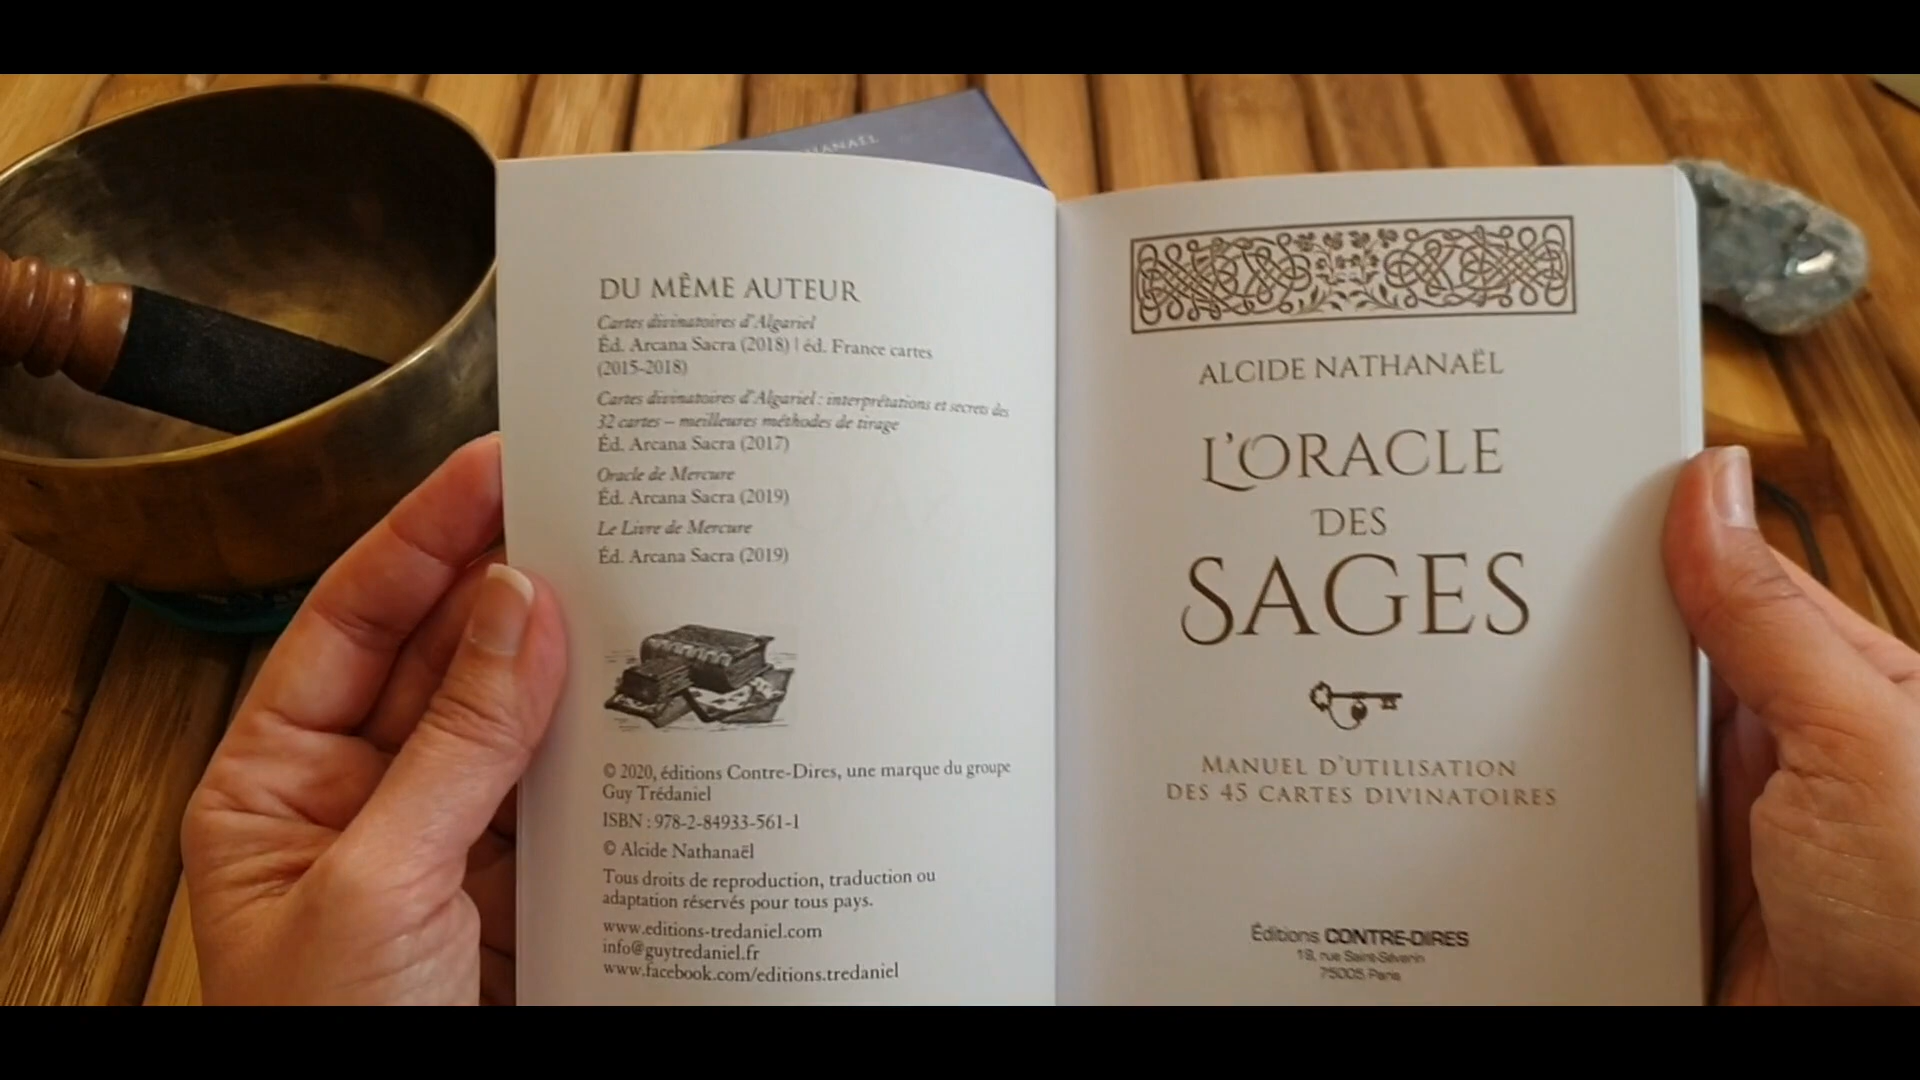 NATHANAËL
DU MÊME AUTEUR
Cartes divinatoires d'Algariel
Éd. Arcana Sacra (2018) | éd. France cartes
(2015-2018)
Cartes divinatoires d'Algariel : interprétations et secrets des
32 cartes – meilleures méthodes de tirage
Éd. Arcana Sacra (2017)
Oracle de Mercure
Éd. Arcana Sacra (2019)
Le Livre de Mercure
Éd. Arcana Sacra (2019)
© 2020, éditions Contre-Dires, une marque du groupe
Guy Trédaniel
ISBN : 978-2-84933-561-1
© Alcide Nathanaël
Tous droits de reproduction, traduction ou
adaptation réservés pour tous pays.
www.editions-tredaniel.com
info@guytredaniel.fr
www.facebook.com/editions.tredaniel
ALCIDE NATHANAËL
L'ORACLE
DES
SAGES
MANUEL D'UTILISATION
DES 45 CARTES DIVINATOIRES
Éditions CONTRE-DIRES
19, rue Saint-Séverin
75005 Paris